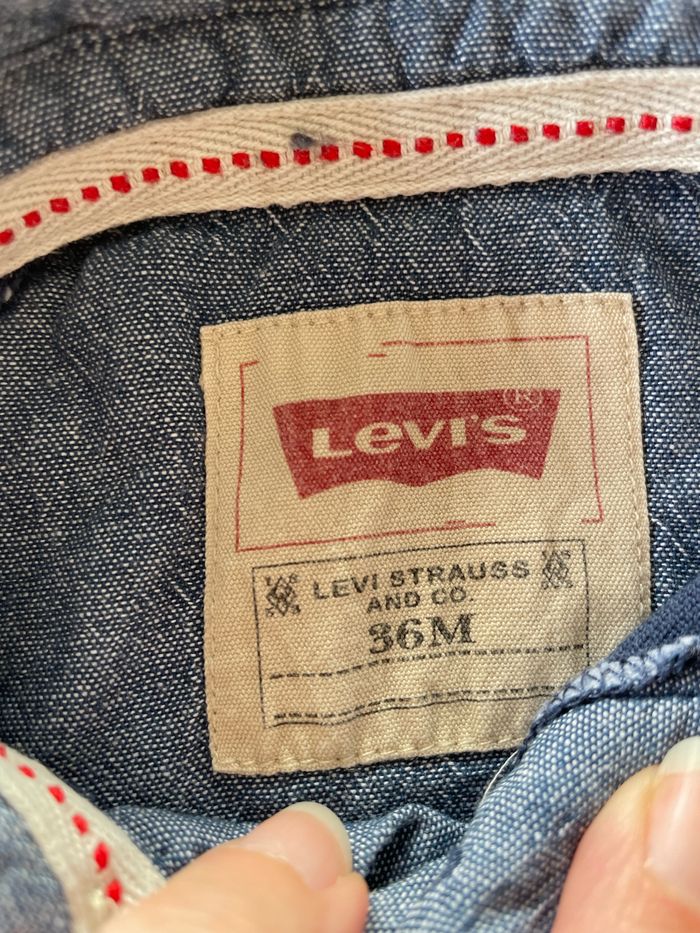 Levi's®
LEVI STRAUSS
AND CO.
36M